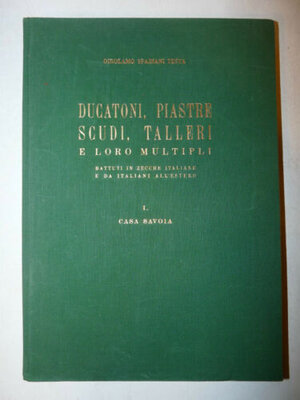 GIROLAMO SPAZIANI TESTA
DUCATONI, PIASTRE
SCUDI, TALLERI
E LORO MULTIPLI
BATTUTI IN ZECCHE ITALIANE
E DA ITALIANI ALL'ESTERO
I.
CASA SAVOIA